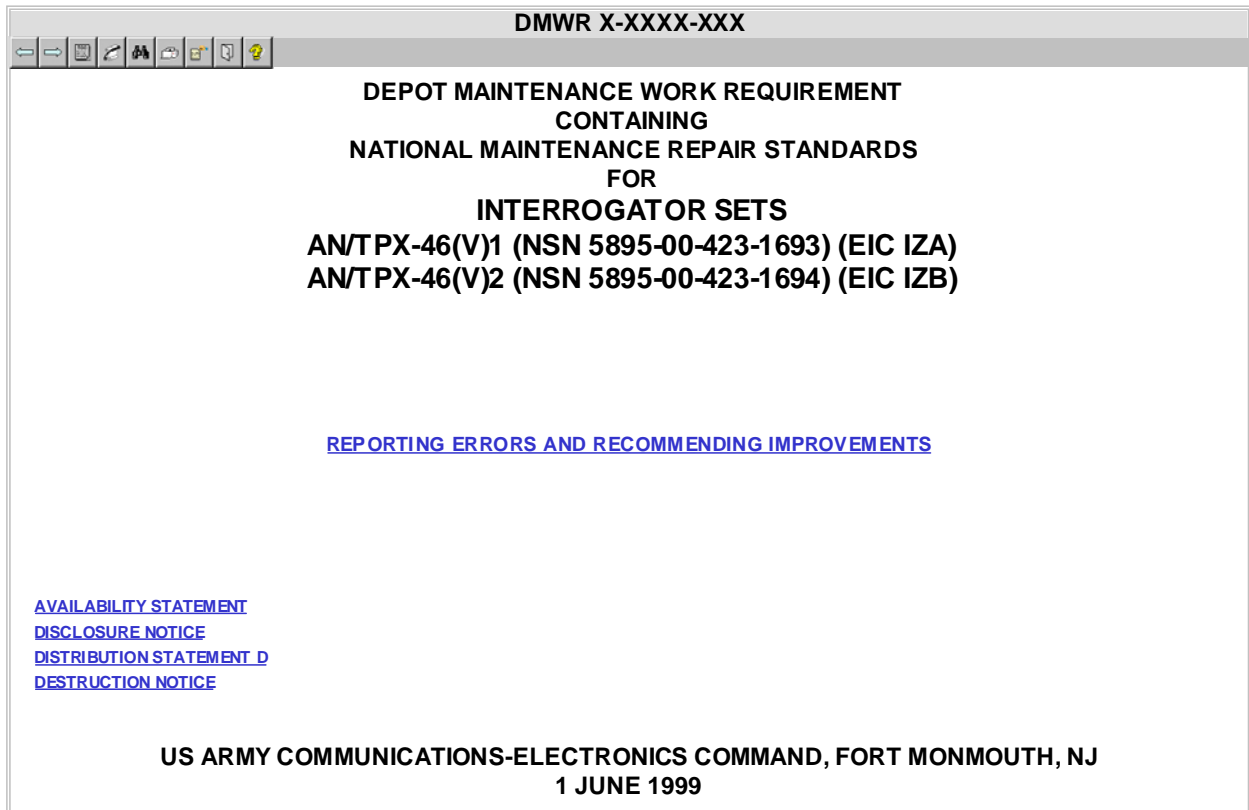 DMWR X-XXXX-XXX
DEPOT MAINTENANCE WORK REQUIREMENT
CONTAINING
NATIONAL MAINTENANCE REPAIR STANDARDS
FOR
INTERROGATOR SETS
AN/TPX-46(V)1 (NSN 5895-00-423-1693) (EIC IZA)
AN/TPX-46(V)2 (NSN 5895-00-423-1694) (EIC IZB)
REPORTING ERRORS AND RECOMMENDING IMPROVEMENTS
AVAILABILITY STATEMENT
DISCLOSURE NOTICE
DISTRIBUTION STATEMENT D
DESTRUCTION NOTICE
US ARMY COMMUNICATIONS-ELECTRONICS COMMAND, FORT MONMOUTH, NJ
1 JUNE 1999